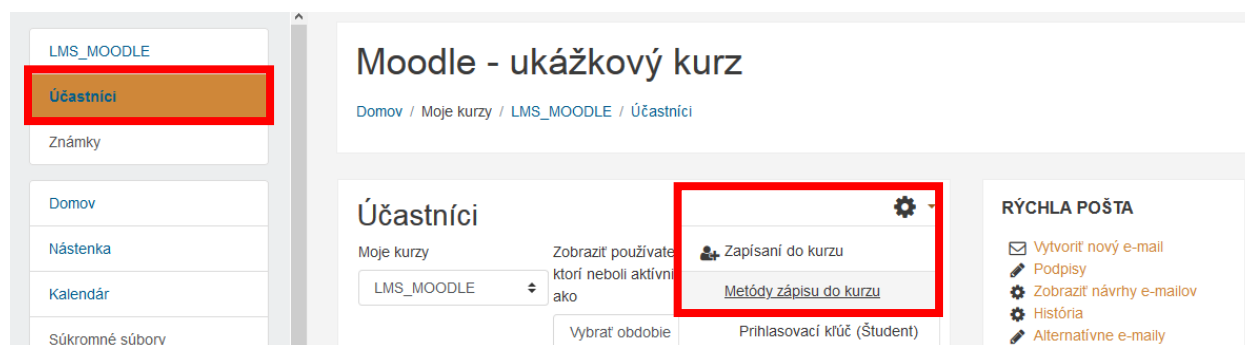 LMS_MOODLE
Účastníci
Známky
Domov
Nástenka
Kalendár
Súkromné súbory
Moodle - ukážkový kurz
Domov / Moje kurzy / LMS_MOODLE / Účastníci
Účastníci
Moje kurzy
LMS_MOODLE
Zobraziť používate
ktorí neboli aktívni
ako
Vybrať obdobie
Zapísaní do kurzu
Metódy zápisu do kurzu
Prihlasovací kľúč (Študent)
RÝCHLA POŠTA
Vytvoriť nový e-mail
Podpisy
Zobraziť návrhy e-mailov
História
Alternatívne e-maily